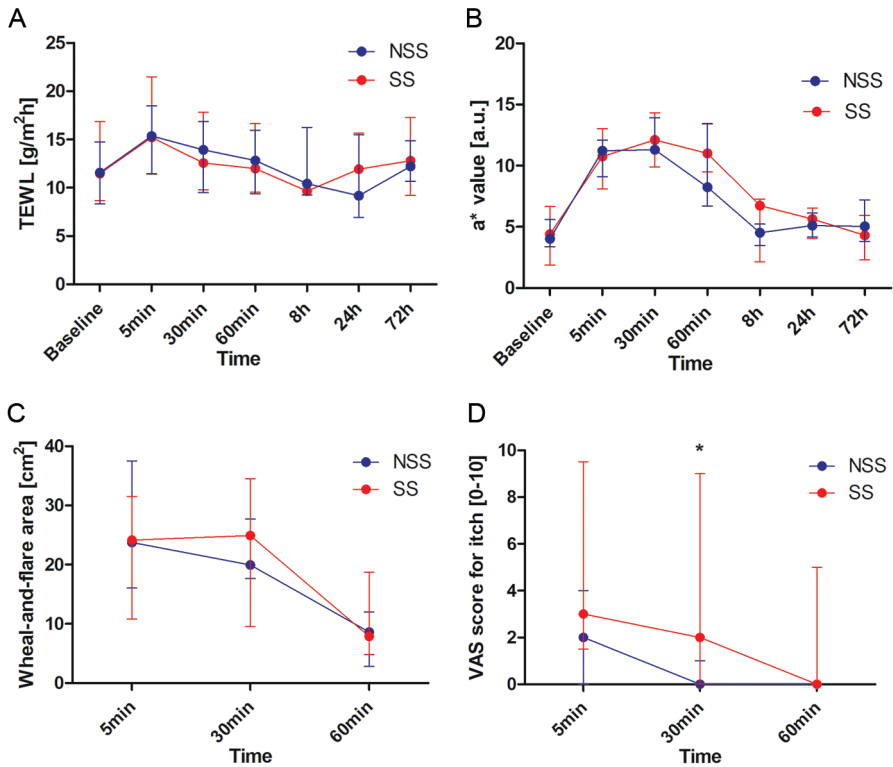 A
TEWL [g/m²h]
25
20
15
10
5
0
NSS
SS
Baseline
5min
30min
60min
8h
24h
72h
Time
B
a* value [a.u.]
20
15
10
5
0
NSS
SS
Baseline
5min
30min
60min
8h
24h
72h
Time
C
Wheal-and-flare area [cm²]
40
30
20
10
0
NSS
SS
5min
30min
60min
Time
D
VAS score for itch [0-10]
10
8
6
4
2
0
*
NSS
SS
5min
30min
60min
Time